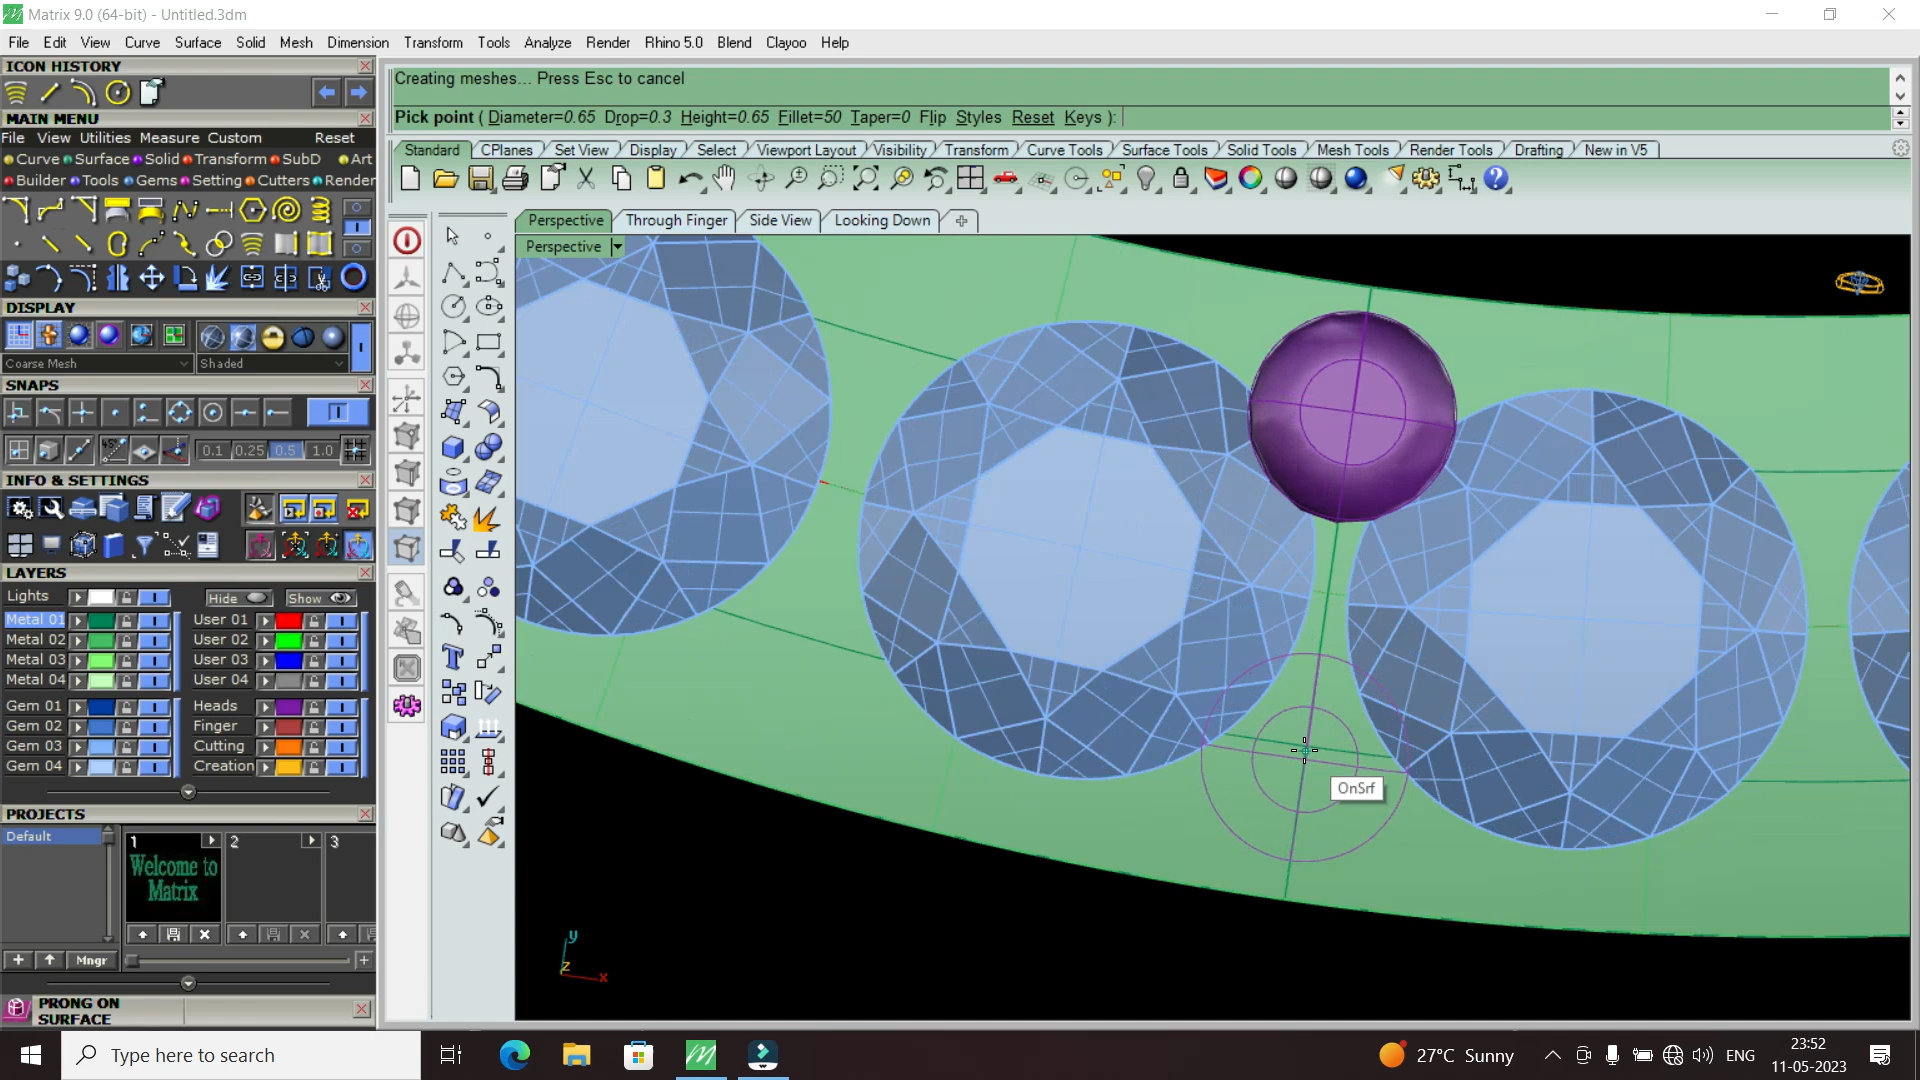 Matrix 9.0 (64-bit) - Untitled.3dm
File Edit View Curve Surface Solid Mesh Dimension Transform Tools Analyze Render Rhino 5.0 Blend Clayoo Help
ICON HISTORY
MAIN MENU
File View Utilities Measure Custom Reset
Curve Surface Solid Transform SubD Art
Builder Tools Gems Setting Cutters Render
DISPLAY
Coarse Mesh Shaded
SNAPS
0.1 0.25 0.5 1.0
INFO & SETTINGS
LAYERS
Lights Hide Show
Metal 01 User 01
Metal 02 User 02
Metal 03 User 03
Metal 04 User 04
Gem 01 Heads
Gem 02 Finger
Gem 03 Cutting
Gem 04 Creation
PROJECTS
Default 1 2 3
Welcome to
Matrix
Mngr
PRONG ON
SURFACE
Creating meshes... Press Esc to cancel
Pick point ( Diameter=0.65 Drop=0.3 Height=0.65 Fillet=50 Taper=0 Flip Styles Reset Keys ):
Standard CPlanes Set View Display Select Viewport Layout Visibility Transform Curve Tools Surface Tools Solid Tools Mesh Tools Render Tools Drafting New in V5
Perspective Through Finger Side View Looking Down
Perspective
OnSrf
y
z
x
Type here to search
27°C Sunny
ENG
23:52
11-05-2023